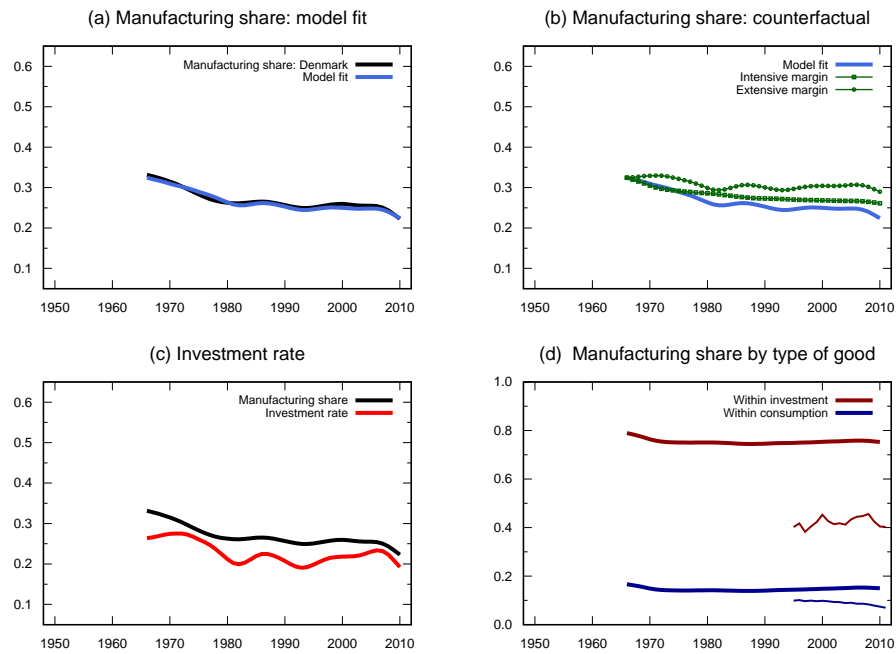 (a) Manufacturing share: model fit
0.6
0.5
0.4
0.3
0.2
0.1
Manufacturing share: Denmark
Model fit
1950 1960 1970 1980 1990 2000 2010
(b) Manufacturing share: counterfactual
0.6
0.5
0.4
0.3
0.2
0.1
Model fit
Intensive margin
Extensive margin
1950 1960 1970 1980 1990 2000 2010
(c) Investment rate
0.6
0.5
0.4
0.3
0.2
0.1
Manufacturing share
Investment rate
1950 1960 1970 1980 1990 2000 2010
(d) Manufacturing share by type of good
1.0
0.8
0.6
0.4
0.2
0.0
Within investment
Within consumption
1950 1960 1970 1980 1990 2000 2010